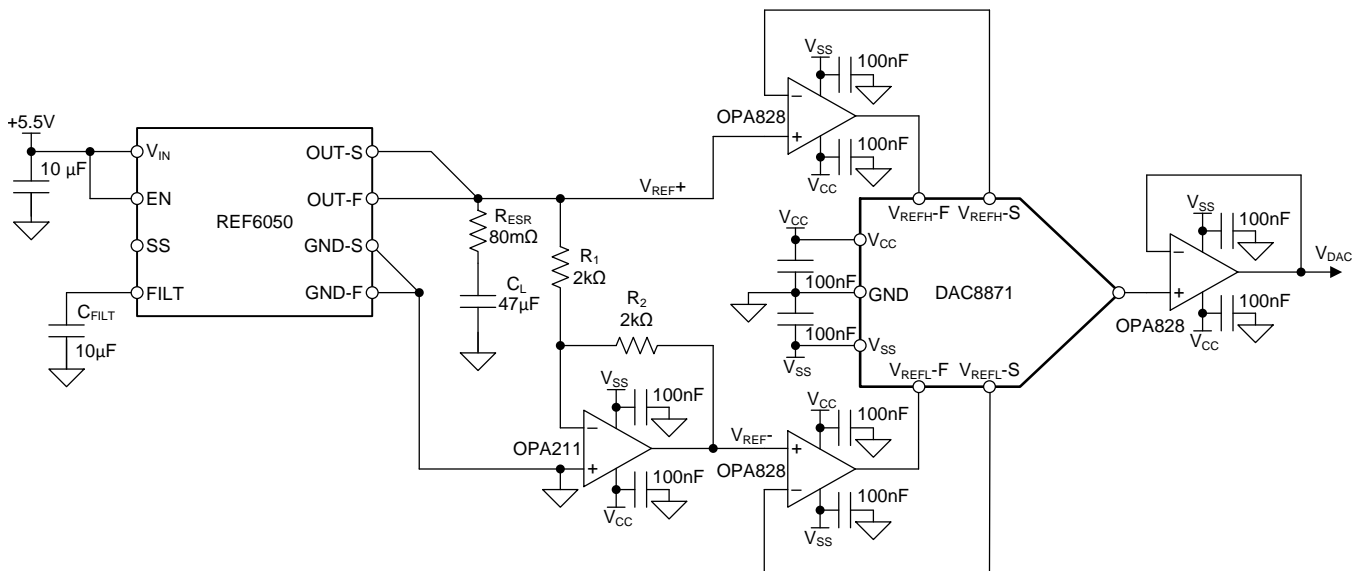 +5.5V
10 µF
V_IN
EN
SS
FILT
C_FILT
10µF
REF6050
OUT-S
OUT-F
GND-S
GND-F
R_ESR
80mΩ
C_L
47µF
R_1
2kΩ
R_2
2kΩ
V_REF+
V_SS
100nF
OPA211
100nF
V_CC
V_REF-
V_SS
100nF
OPA828
100nF
V_CC
V_CC
100nF
OPA828
100nF
V_SS
V_REFH-F
V_REFH-S
V_CC
V_CC
100nF
GND
DAC8871
100nF
V_SS
V_SS
V_REFL-F
V_REFL-S
V_SS
100nF
V_DAC
OPA828
100nF
V_CC